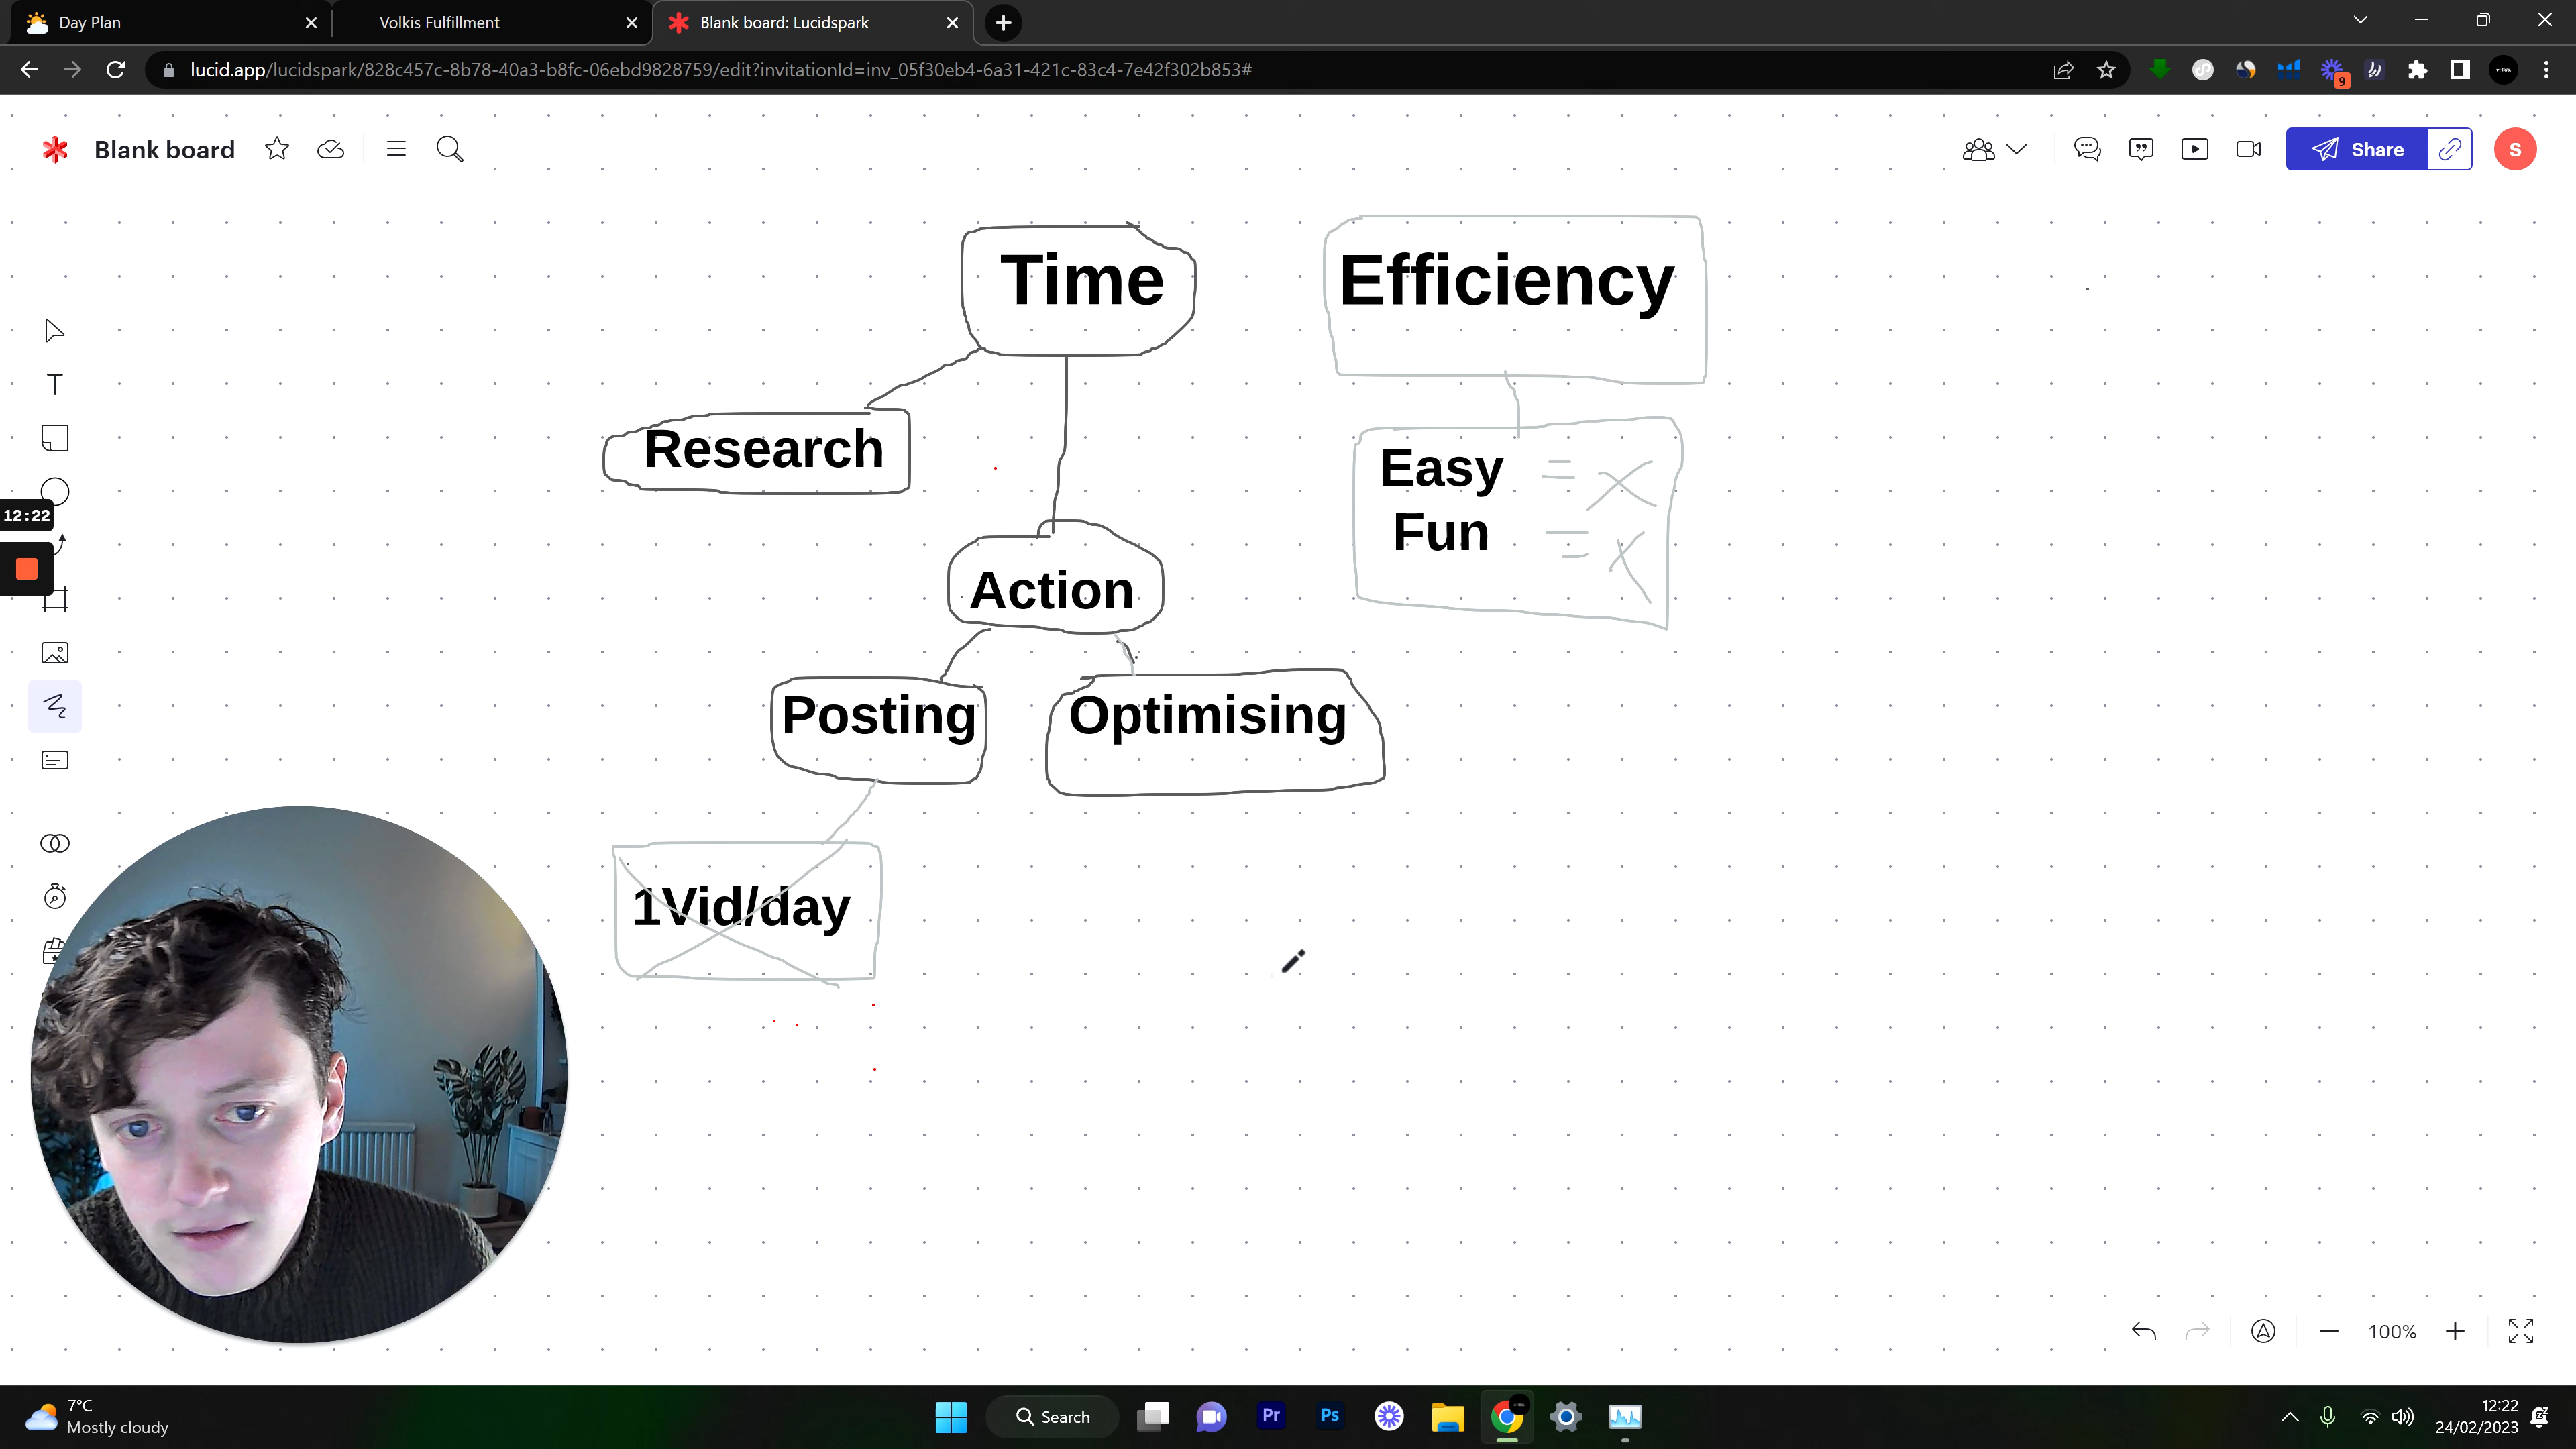 Day Plan
Volkis Fulfillment
Blank board: Lucidspark
lucid.app/lucidspark/828c457c-8b78-40a3-b8fc-06ebd9828759/edit?invitationId=inv_05f30eb4-6a31-421c-83c4-7e42f302b853#
9
Blank board
Share
S
Time
Efficiency
Research
Easy = X
Fun = X
12:22
Action
Posting
Optimising
1Vid/day
100%
7°C
Mostly cloudy
Search
Pr
Ps
12:22
24/02/2023